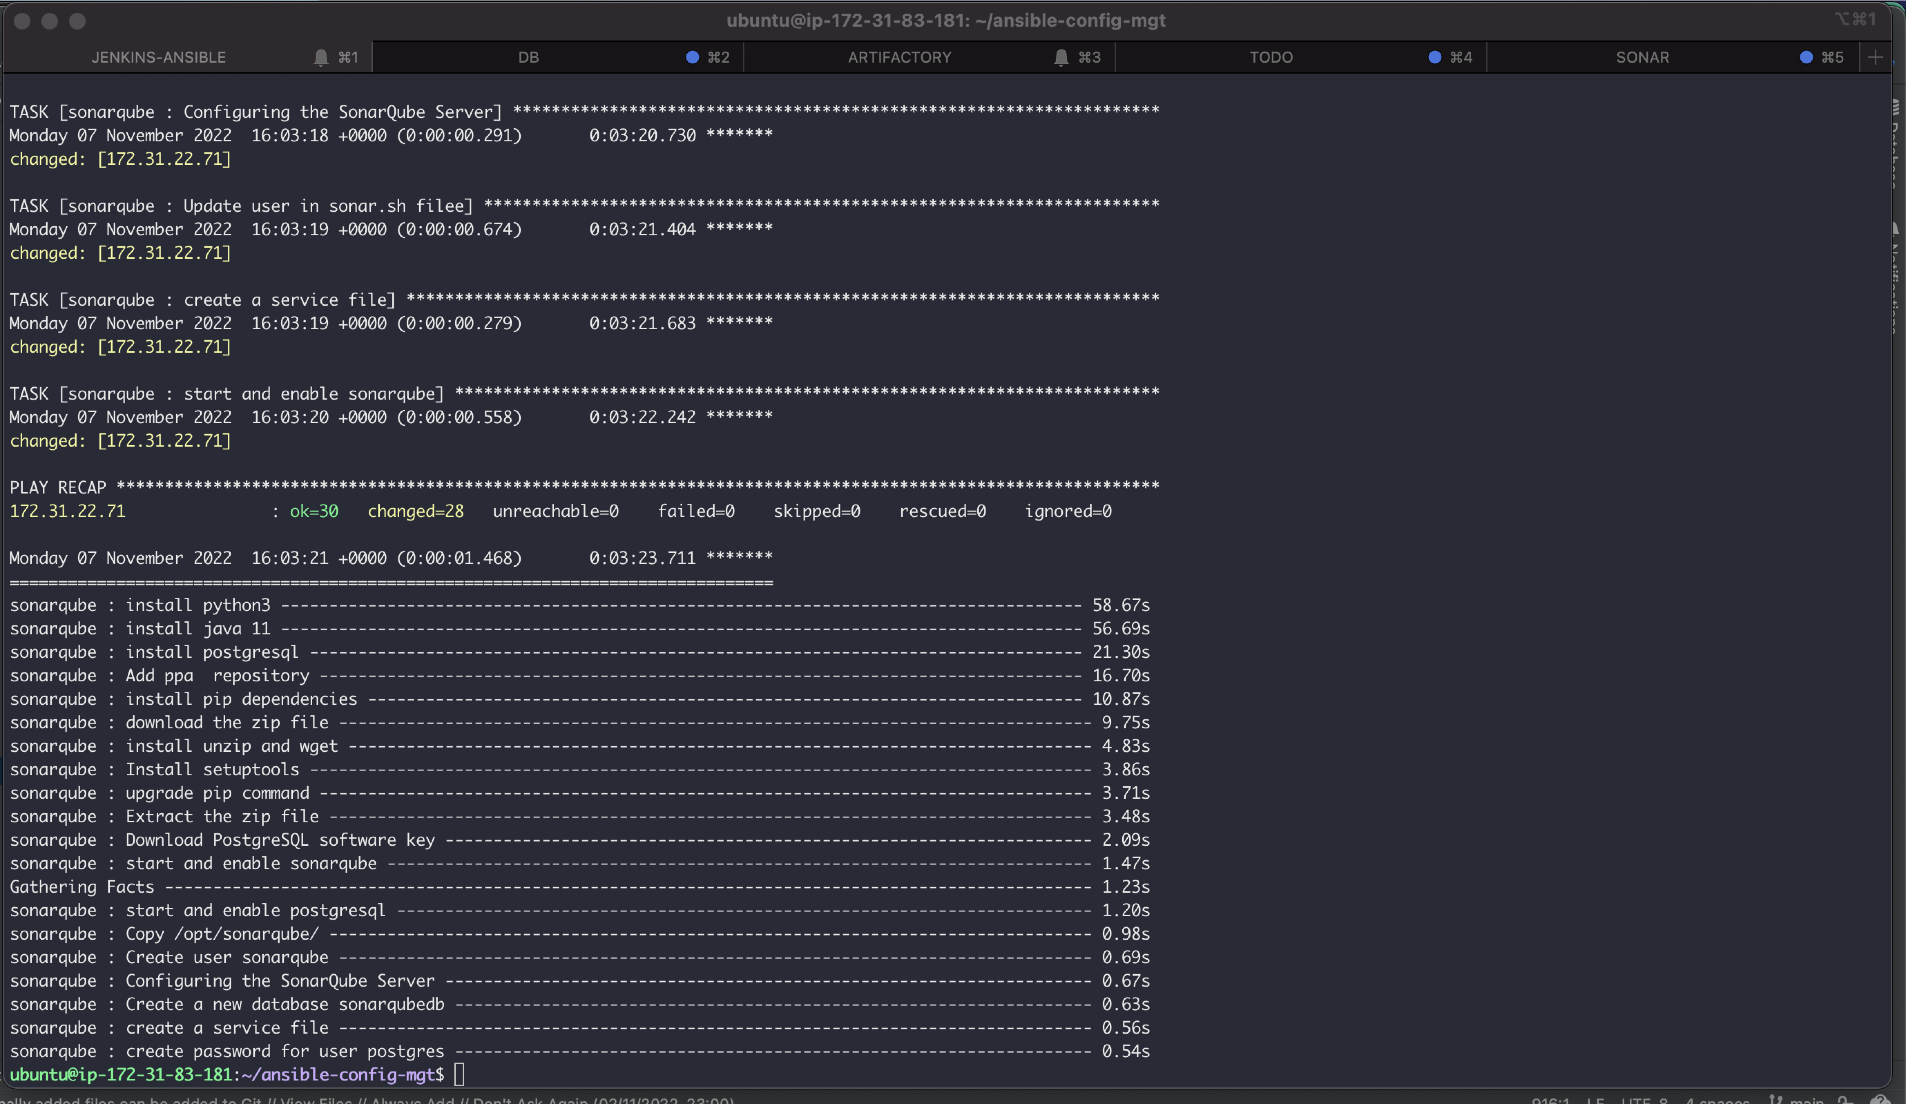 ubuntu@ip-172-31-83-181: ~/ansible-config-mgt
⌥⌘1
JENKINS-ANSIBLE ⌘1 DB ⌘2 ARTIFACTORY ⌘3 TODO ⌘4 SONAR ⌘5 +
TASK [sonarqube : Configuring the SonarQube Server] *******************************************************************
Monday 07 November 2022  16:03:18 +0000 (0:00:00.291)       0:03:20.730 *******
changed: [172.31.22.71]
TASK [sonarqube : Update user in sonar.sh filee] **********************************************************************
Monday 07 November 2022  16:03:19 +0000 (0:00:00.674)       0:03:21.404 *******
changed: [172.31.22.71]
TASK [sonarqube : create a service file] ******************************************************************************
Monday 07 November 2022  16:03:19 +0000 (0:00:00.279)       0:03:21.683 *******
changed: [172.31.22.71]
TASK [sonarqube : start and enable sonarqube] *************************************************************************
Monday 07 November 2022  16:03:20 +0000 (0:00:00.558)       0:03:22.242 *******
changed: [172.31.22.71]
PLAY RECAP ************************************************************************************************************
172.31.22.71               : ok=30   changed=28   unreachable=0    failed=0    skipped=0    rescued=0    ignored=0
Monday 07 November 2022  16:03:21 +0000 (0:00:01.468)       0:03:23.711 *******
===============================================================================
sonarqube : install python3 ----------------------------------------------------------------------------------- 58.67s
sonarqube : install java 11 ----------------------------------------------------------------------------------- 56.69s
sonarqube : install postgresql -------------------------------------------------------------------------------- 21.30s
sonarqube : Add ppa  repository ------------------------------------------------------------------------------- 16.70s
sonarqube : install pip dependencies -------------------------------------------------------------------------- 10.87s
sonarqube : download the zip file ------------------------------------------------------------------------------ 9.75s
sonarqube : install unzip and wget ----------------------------------------------------------------------------- 4.83s
sonarqube : Install setuptools --------------------------------------------------------------------------------- 3.86s
sonarqube : upgrade pip command -------------------------------------------------------------------------------- 3.71s
sonarqube : Extract the zip file ------------------------------------------------------------------------------- 3.48s
sonarqube : Download PostgreSQL software key ------------------------------------------------------------------- 2.09s
sonarqube : start and enable sonarqube ------------------------------------------------------------------------- 1.47s
Gathering Facts ------------------------------------------------------------------------------------------------ 1.23s
sonarqube : start and enable postgresql ------------------------------------------------------------------------ 1.20s
sonarqube : Copy /opt/sonarqube/ ------------------------------------------------------------------------------- 0.98s
sonarqube : Create user sonarqube ------------------------------------------------------------------------------ 0.69s
sonarqube : Configuring the SonarQube Server ------------------------------------------------------------------- 0.67s
sonarqube : Create a new database sonarqubedb ------------------------------------------------------------------ 0.63s
sonarqube : create a service file ------------------------------------------------------------------------------ 0.56s
sonarqube : create password for user postgres ------------------------------------------------------------------ 0.54s
ubuntu@ip-172-31-83-181:~/ansible-config-mgt$
added files can be added to Git // View Files // Always Add // Don't Ask Again (02/11/2022, 23:00) 916:1 LF UTF-8 4 spaces main